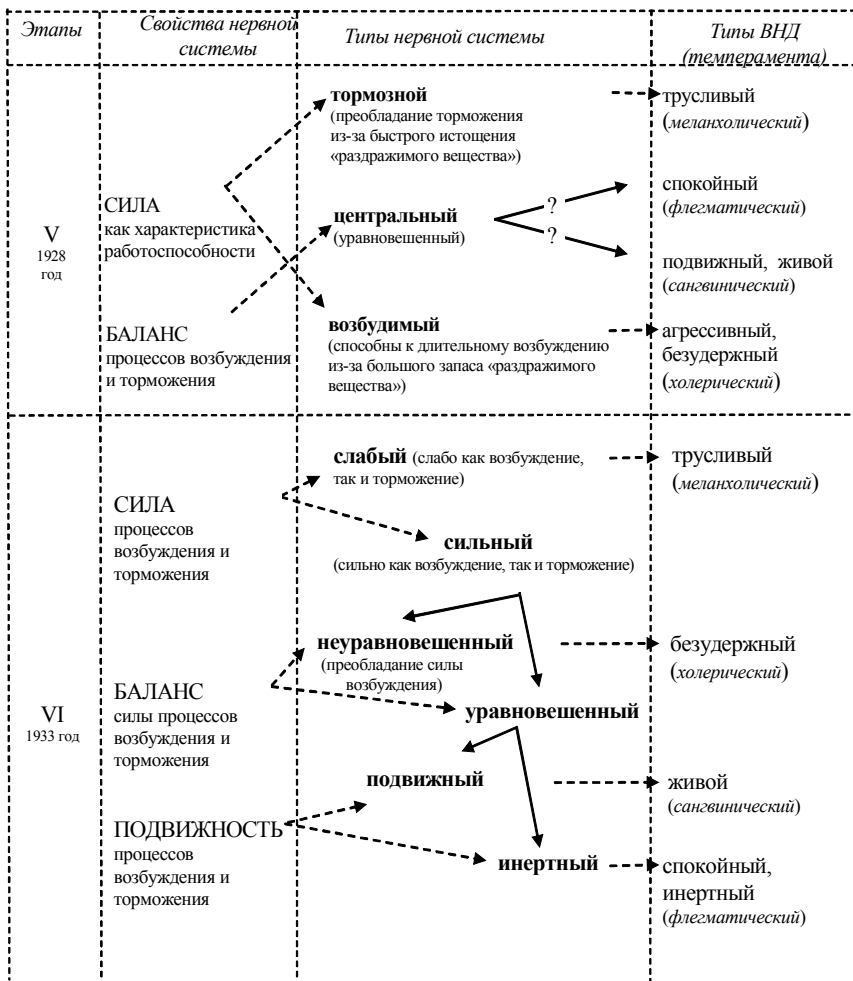 Этапы
Свойства нервной
системы
Типы нервной системы
Типы ВНД
(темперамента)
V
1928
год
СИЛА
как характеристика
работоспособности
БАЛАНС
процессов возбуждения
и торможения
тормозной
(преобладание торможения
из-за быстрого истощения
«раздражимого вещества»)
центральный
(уравновешенный)
?
?
возбудимый
(способны к длительному возбуждению
из-за большого запаса «раздражимого
вещества»)
трусливый
(меланхолический)
спокойный
(флегматический)
подвижный, живой
(сангвинический)
агрессивный,
безудержный
(холерический)
VI
1933 год
СИЛА
процессов
возбуждения и
торможения
БАЛАНС
силы процессов
возбуждения и
торможения
ПОДВИЖНОСТЬ
процессов
возбуждения и
торможения
слабый (слабо как возбуждение,
так и торможение)
сильный
(сильно как возбуждение, так и торможение)
неуравновешенный
(преобладание силы
возбуждения)
уравновешенный
подвижный
инертный
трусливый
(меланхолический)
безудержный
(холерический)
живой
(сангвинический)
спокойный,
инертный
(флегматический)